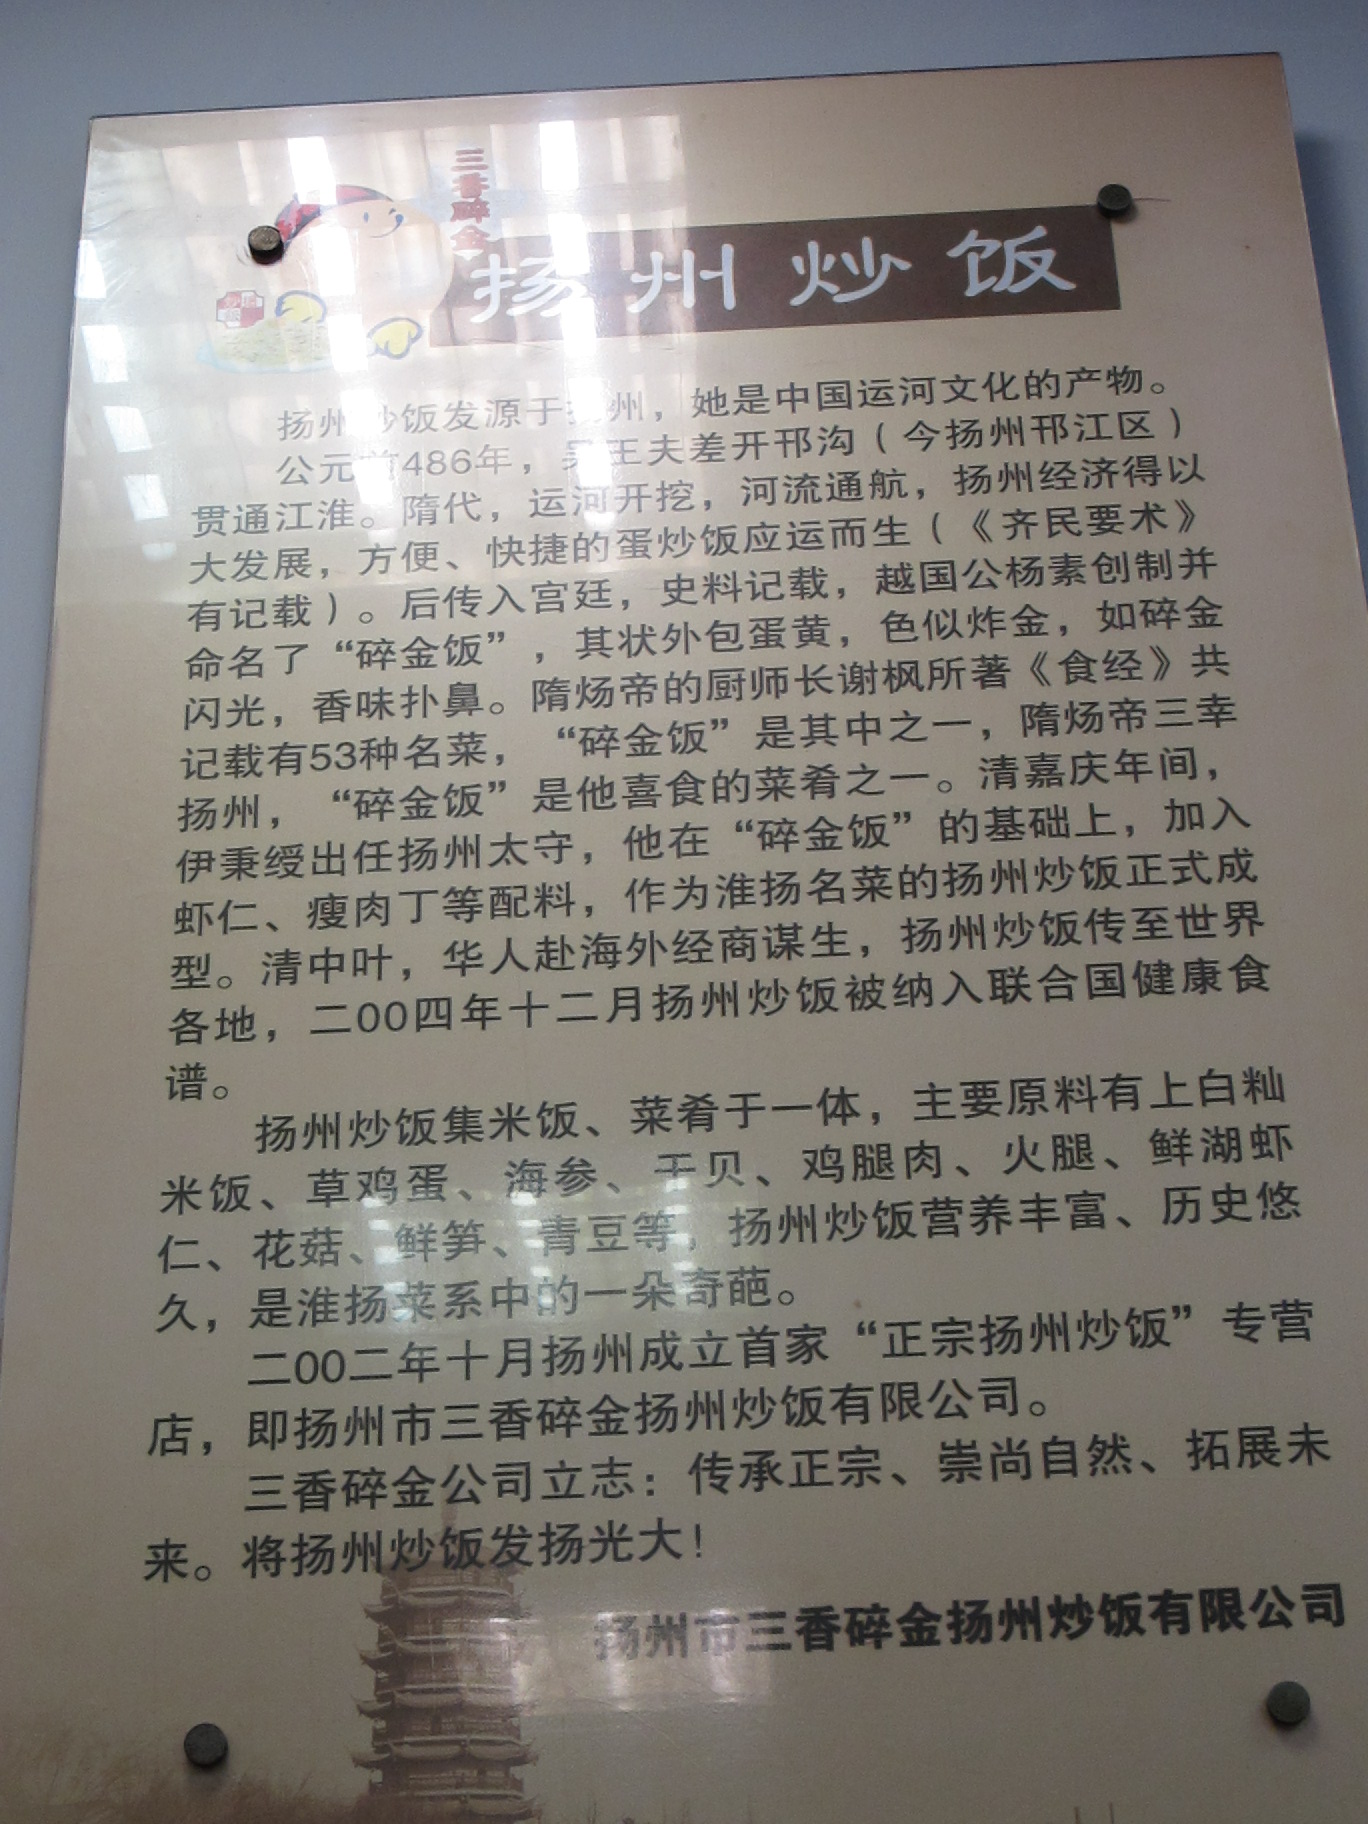 三香碎金
扬州炒饭
扬州炒饭发源于扬州，她是中国运河文化的产物。
公元前486年，吴王夫差开邗沟（今扬州邗江区）
贯通江淮。隋代，运河开挖，河流通航，扬州经济得以
大发展，方便、快捷的蛋炒饭应运而生（《齐民要术》
有记载）。后传入宫廷，史料记载，越国公杨素创制并
命名了“碎金饭”，其状外包蛋黄，色似炸金，如碎金
闪光，香味扑鼻。隋炀帝的厨师长谢枫所著《食经》共
记载有53种名菜，“碎金饭”是其中之一，隋炀帝三幸
扬州，“碎金饭”是他喜食的菜肴之一。清嘉庆年间，
伊秉绶出任扬州太守，他在“碎金饭”的基础上，加入
虾仁、瘦肉丁等配料，作为淮扬名菜的扬州炒饭正式成
型。清中叶，华人赴海外经商谋生，扬州炒饭传至世界
各地，二00四年十二月扬州炒饭被纳入联合国健康食
谱。
扬州炒饭集米饭、菜肴于一体，主要原料有上白籼
米饭、草鸡蛋、海参、干贝、鸡腿肉、火腿、鲜湖虾
仁、花菇、鲜笋、青豆等，扬州炒饭营养丰富、历史悠
久，是淮扬菜系中的一朵奇葩。
二00二年十月扬州成立首家“正宗扬州炒饭”专营
店，即扬州市三香碎金扬州炒饭有限公司。
三香碎金公司立志：传承正宗、崇尚自然、拓展未
来。将扬州炒饭发扬光大！
扬州市三香碎金扬州炒饭有限公司